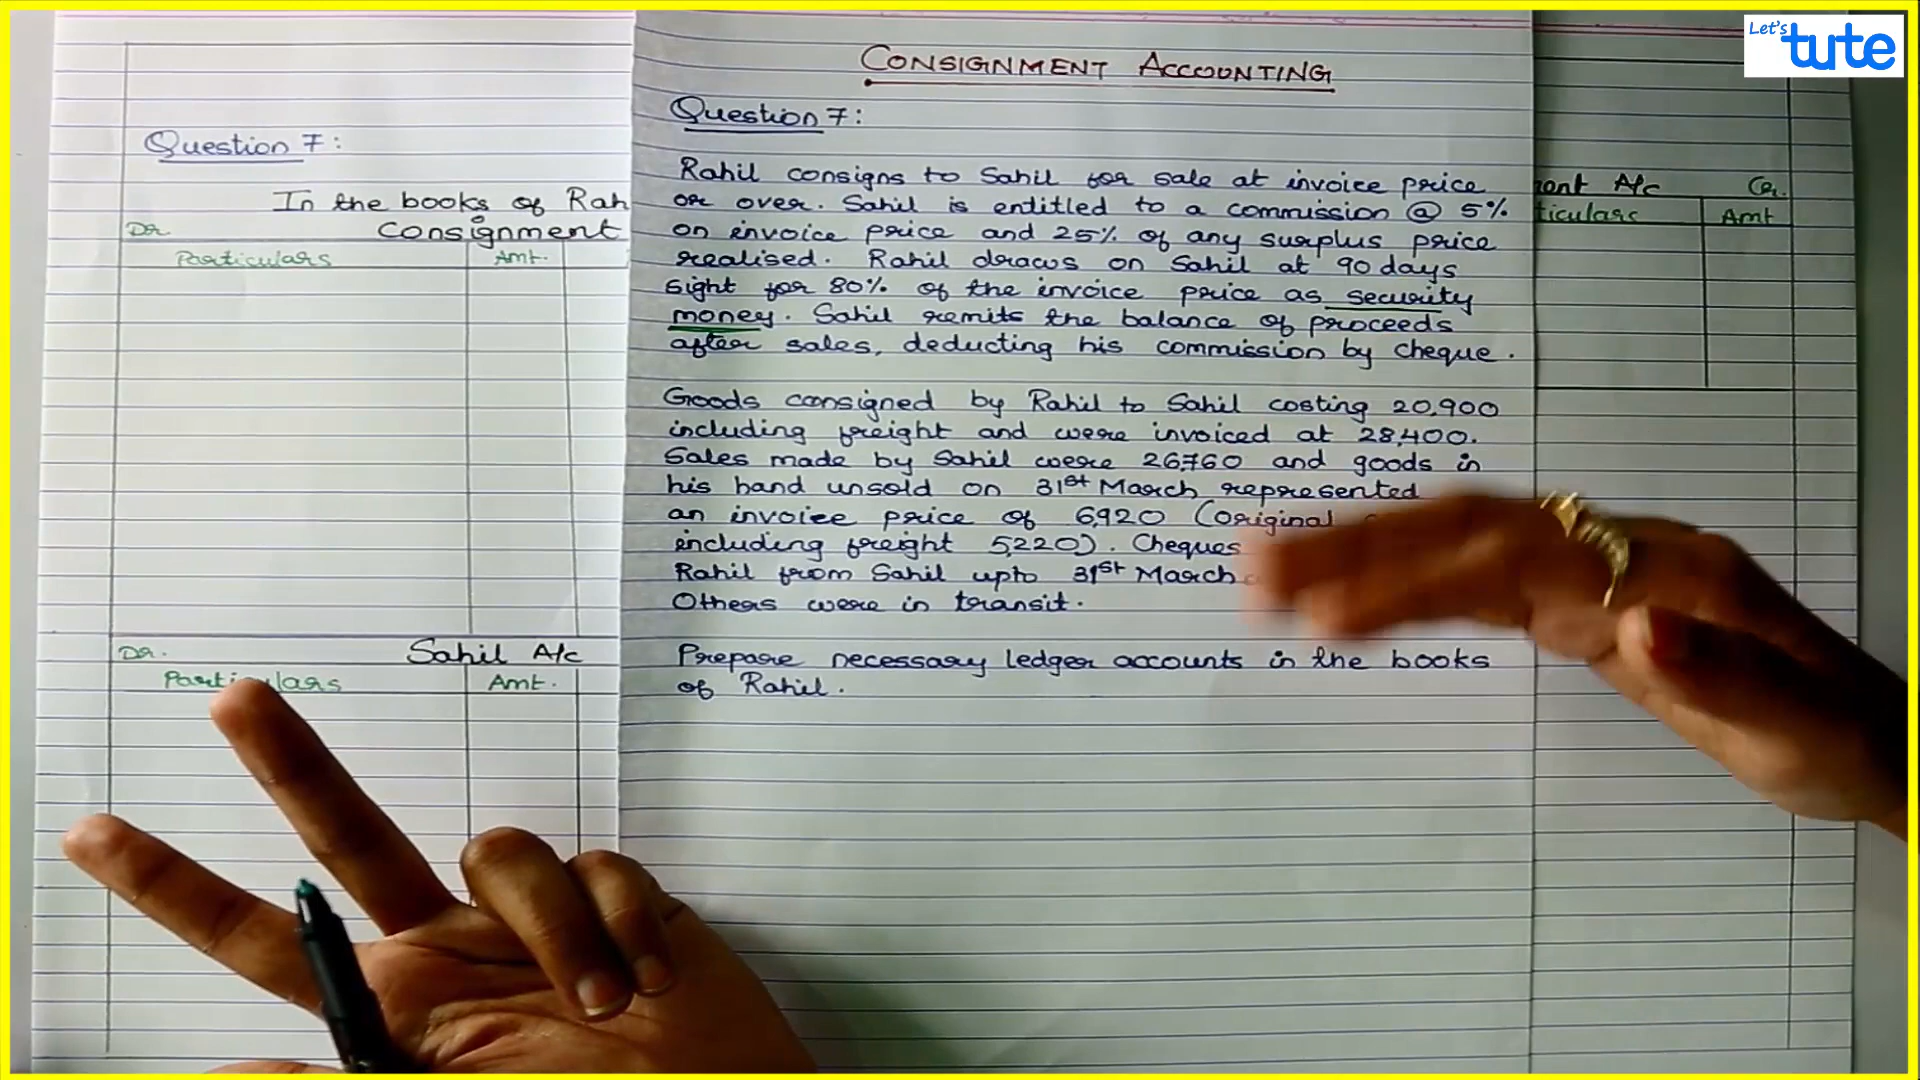 Let's tute
CONSIGNMENT ACCOUNTING
Question 7:
Rahil consigns to Sahil for sale at invoice price
or over. Sahil is entitled to a commission @ 5%
on invoice price and 25% of any surplus price
realised. Rahil draws on Sahil at 90 days
sight for 80% of the invoice price as security
money. Sahil remits the balance of proceeds
after sales, deducting his commission by cheque.
Goods consigned by Rahil to Sahil costing 20,900
including freight and were invoiced at 28,400.
Sales made by Sahil were 26,760 and goods in
his hand unsold on 31st March represented
an invoice price of 6,920 (original
including freight 5,220). Cheques
Rahil from Sahil upto 31st March
Others were in transit.
Prepare necessary ledger accounts in the books
of Rahil.
Question 7:
In the books of Rah
Dr. Consignment
Particulars Amt.
Dr. Sahil A/c
Particulars Amt.
ment A/c Cr.
ticulars Amt